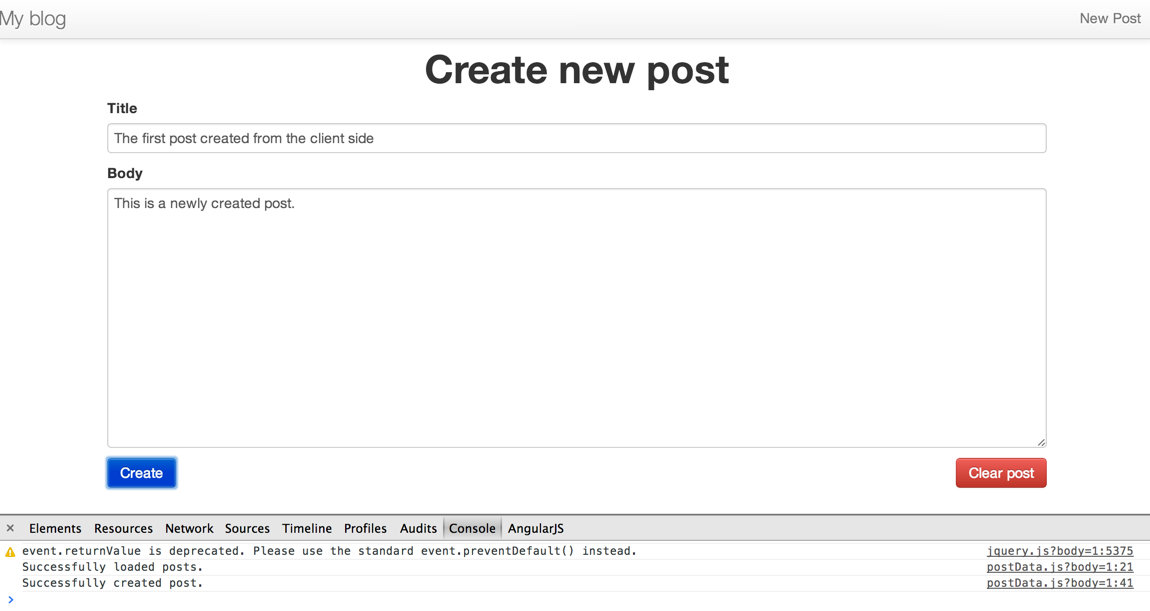 My blog New Post
Create new post
Title
The first post created from the client side
Body
This is a newly created post.
Create Clear post
× Elements Resources Network Sources Timeline Profiles Audits Console AngularJS
event.returnValue is deprecated. Please use the standard event.preventDefault() instead. jquery.js?body=1:5375
Successfully loaded posts. postData.js?body=1:21
Successfully created post. postData.js?body=1:41
>